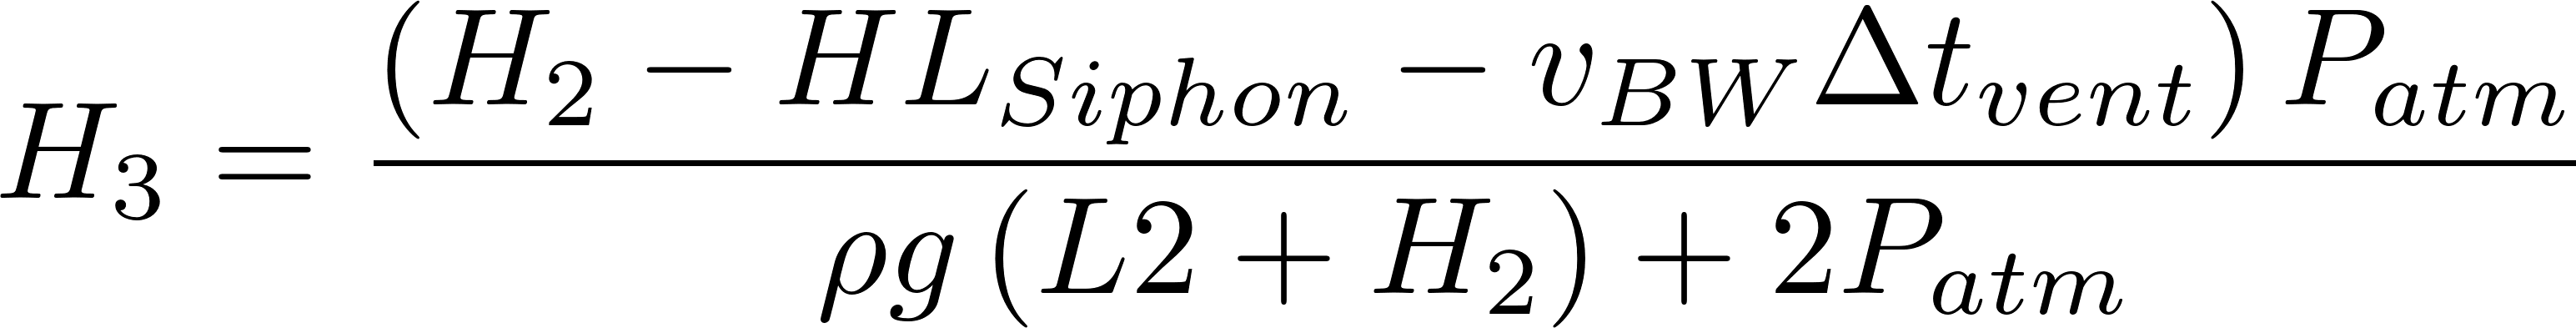 H_3 = \frac{(H_2 - HL_{Siphon} - v_{BW} \Delta t_{vent}) P_{atm}}{\rho g (L2 + H_2) + 2P_{atm}}